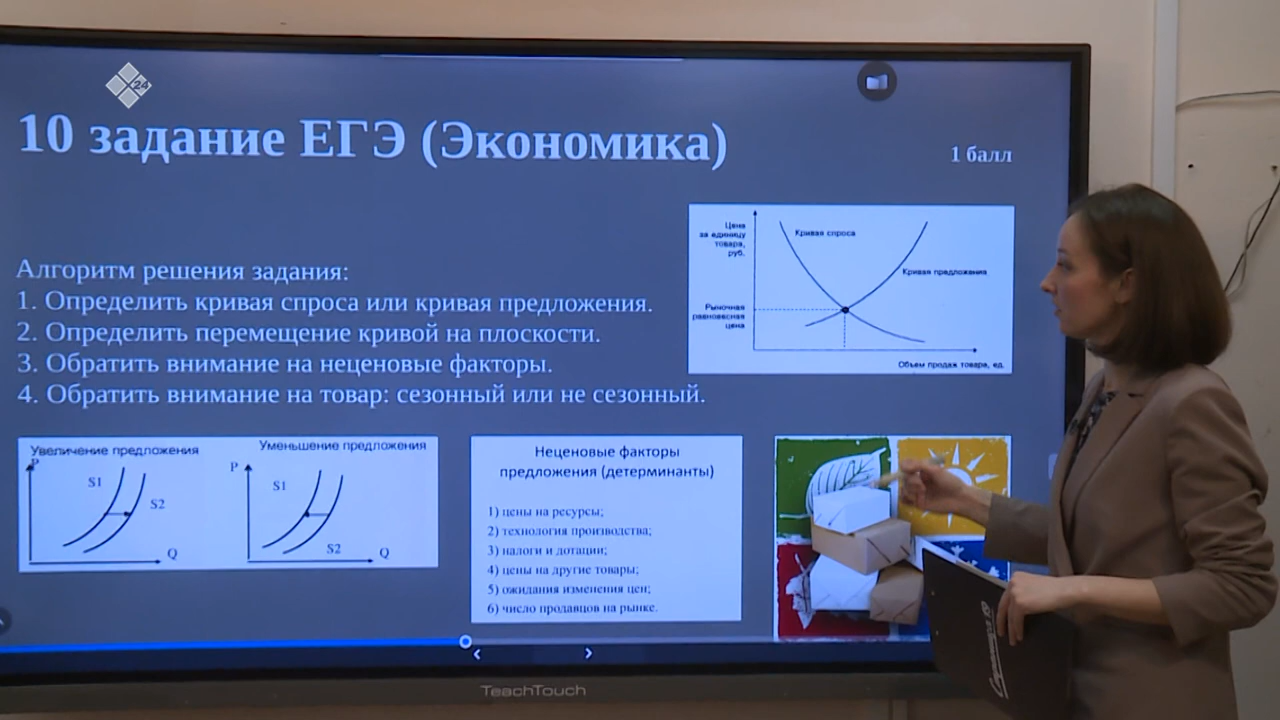 24
10 задание ЕГЭ (Экономика)
1 балл
Алгоритм решения задания:
1. Определить кривая спроса или кривая предложения.
2. Определить перемещение кривой на плоскости.
3. Обратить внимание на неценовые факторы.
4. Обратить внимание на товар: сезонный или не сезонный.
Цена
за единицу
товара,
руб.
Кривая спроса
Кривая предложения
Рыночная
равновесная
цена
Объем продаж товара, ед.
Увеличение предложения
P
S1
S2
Q
Уменьшение предложения
P
S1
S2
Q
Неценовые факторы
предложения (детерминанты)
1) цены на ресурсы;
2) технология производства;
3) налоги и дотации;
4) цены на другие товары;
5) ожидания изменения цен;
6) число продавцов на рынке.
TeachTouch